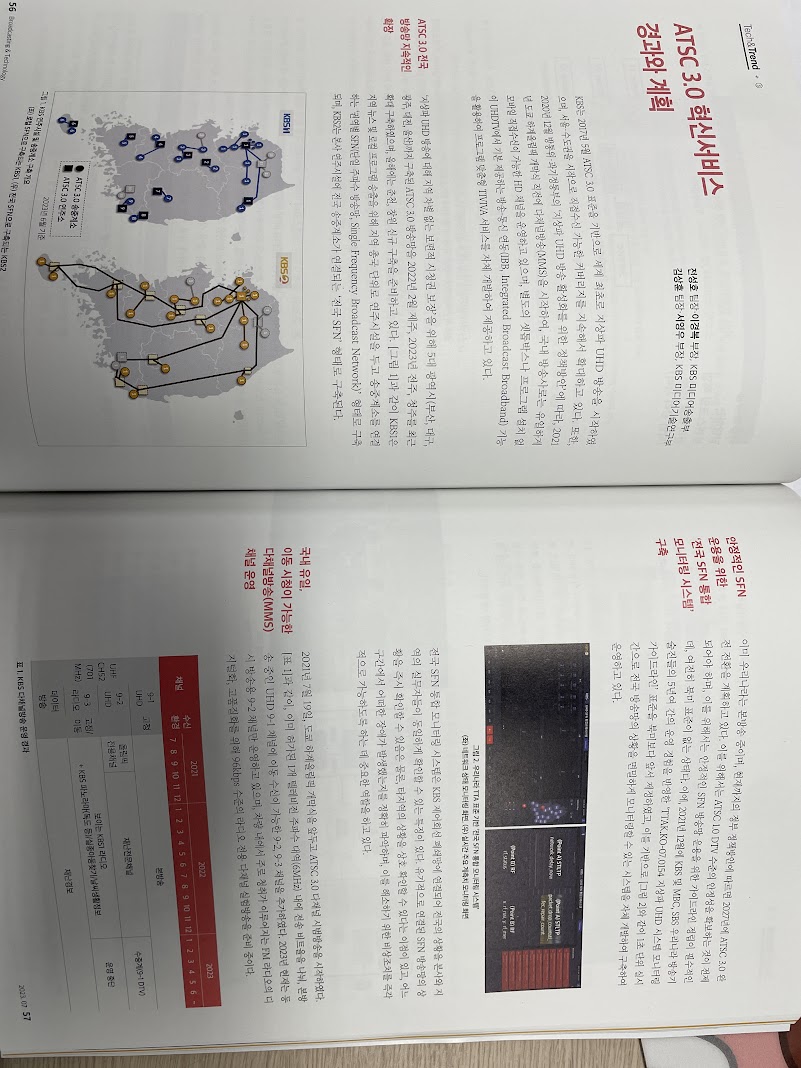 Tech&Trend + ③
ATSC 3.0 혁신서비스
경과와 계획
전성호 팀장·이경복 부장, KBS 미디어송출부
김상훈 팀장·서영우 부장, KBS 미디어기술연구부
KBS는 2017년 5월 ATSC 3.0 표준을 기반으로 세계 최초로 지상파 UHD 방송을 시작하였
으며, 서울·수도권을 시작으로 직접수신 가능한 커버리지를 지속해서 확대하고 있다. 또한,
2020년 12월 방통위·과기정통부의 '지상파 UHD 방송 활성화를 위한 정책방안'에 따라, 2021
년 도쿄 하계올림픽 개막식 직전에 다채널방송(MMS)을 시작하여, 국내 방송사로는 유일하게
모바일 직접수신이 가능한 HD 채널을 운영하고 있으며, 별도의 셋톱박스나 프로그램 설치 없
이 UHDTV에서 기본 제공하는 방송·통신 연동(IBB, Integrated Broadcast Broadband) 기능
을 활용하여 프로그램 맞춤형 TIVIVA 서비스를 자체 개발하여 제공하고 있다.
ATSC 3.0 전국
방송망 지속적인
확장
'지상파 UHD 방송에 대해 지역 차별 없는 보편적 시청권 보장'을 위해 5대 광역시(부산, 대구,
광주, 대전, 울산)까지 구축된 ATSC 3.0 방송망을 2022년 2월 제주, 2023년 전주, 청주를 최근
확대 구축하였으며, 올해에는 춘천, 창원 신규 구축을 준비하고 있다. [그림 1]과 같이 KBS1은
지역 뉴스 및 로컬 프로그램 송출을 위해 지역 총국 단위로 연주시설을 두고 송중계소를 연결
하는 '권역별 SFN(단일 주파수 방송망, Single Frequency Broadcast Network)' 형태로 구축
되며, KBS2는 본사 연주시설에 전국 송중계소가 연결되는 '전국 SFN' 형태로 구축된다.
KBS1
KBS2
ATSC 3.0 송중계소
ATSC 3.0 연주소
2023년 6월 기준
그림 1. KBS 연주시설 및 송중계소 구축 개요
(좌) 로컬 SFN으로 구축되는 KBS1, (우) 전국 SFN으로 구축되는 KBS2
56 Broadcasting & Technology
안정적인 SFN
운용을 위한
'전국 SFN 통합
모니터링 시스템'
구축
이미 우리나라는 본방송 중이며, 현재까지의 정부 정책방안에 따르면 2027년에 ATSC 3.0 완
전 전환을 계획하고 있다. 이를 위해서는 ATSC 1.0 DTV 수준의 안정성을 확보하는 것이 전제
되어야 하며, 이를 위해서는 안정적인 SFN 방송망 운용을 위한 가이드라인 정립이 필수적인
데, 여전히 북미 표준이 없는 상태다. 이에, 2021년 12월에 KBS 및 MBC, SBS 우리나라 방송기
술진들의 5년여 간의 운영 경험을 반영한 'TTAK.KO-07.0154 지상파 UHD 시스템 모니터링
가이드라인' 표준을 북미보다 앞서 제정하였고, 이를 기반으로 [그림 2]와 같이 1초 단위 실시
간으로 전국 방송망의 상황을 면밀하게 모니터링할 수 있는 시스템을 자체 개발하여 구축하여
운영하고 있다.
(Point A) STLTP
network_delay_now
(Point A) STLTP
packet_drop_countall,
fec_repair_count
(Point B) RF
rf_status
(Point B) RF
그림 2. 우리나라 TTA 표준 기반 '전국 SFN 통합 모니터링 시스템'
(좌) 네트워크 상태 모니터링 화면, (우) 실시간 주요 계측치 모니터링 화면
전국 SFN 통합 모니터링 시스템은 KBS 제어회선 폐쇄망에 연결되어 전국의 상황을 본사와 지
역의 실무자들이 동일하게 확인할 수 있는 특징이 있다. 유기적으로 연결된 SFN 방송망의 상
황을 즉시 확인할 수 있음은 물론, 타지역의 상황을 상호 확인할 수 있다는 이점이 있고, 어느
구간에서 어떠한 장애가 발생했는지를 정확히 파악하며, 이를 해소하기 위한 비상조치를 즉각
적으로 가능하도록 하는 데 중요한 역할을 하고 있다.
국내 유일,
이동 시청이 가능한
다채널방송(MMS)
채널 운영
2021년 7월 19일, 도쿄 하계올림픽 개막식을 앞두고 ATSC 3.0 다채널 시범방송을 시작하였다.
[표 1]과 같이, 이미 허가된 1개 텔레비전 주파수 대역(6MHz) 내에 전송 비트율을 나눠, 본방
송 중인 UHD 9-1 채널에 이동 수신이 가능한 9-2, 9-3 채널을 추가하였다. 2023년 현재는 동
시 방송용 9-2 채널만 운영하고 있으며, 차량 내에서 주로 청취가 이루어지는 FM 라디오의 디
지털화, 고품질화를 위해 96kbps 수준의 라디오 전용 다채널 실험방송을 준비 중이다.
채널 수신 환경 2021 2022 2023
7 8 9 10 11 12 1 2 3 4 5 6 7 8 9 10 11 12 1 2 3 4 5 6 ~
UHF CH52 (701 MHz)
9-1 UHD 고정 본방송
9-2 UHD 올림픽 전용채널 재난전문채널 수중계(9-1 DTV)
9-3 라디오 고정/이동 보이는 KBS1 라디오 + KBS 파노라마(독도 등)/실종아동찾기/날씨생활정보 운영 중단
데이터 방송 재난경보
표 1. KBS 다채널방송 운영 경과
2023. 07 57